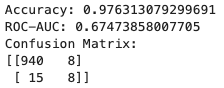 Accuracy: 0.976313079299691
ROC-AUC: 0.67473858007705
Confusion Matrix:
[[940   8]
 [ 15   8]]